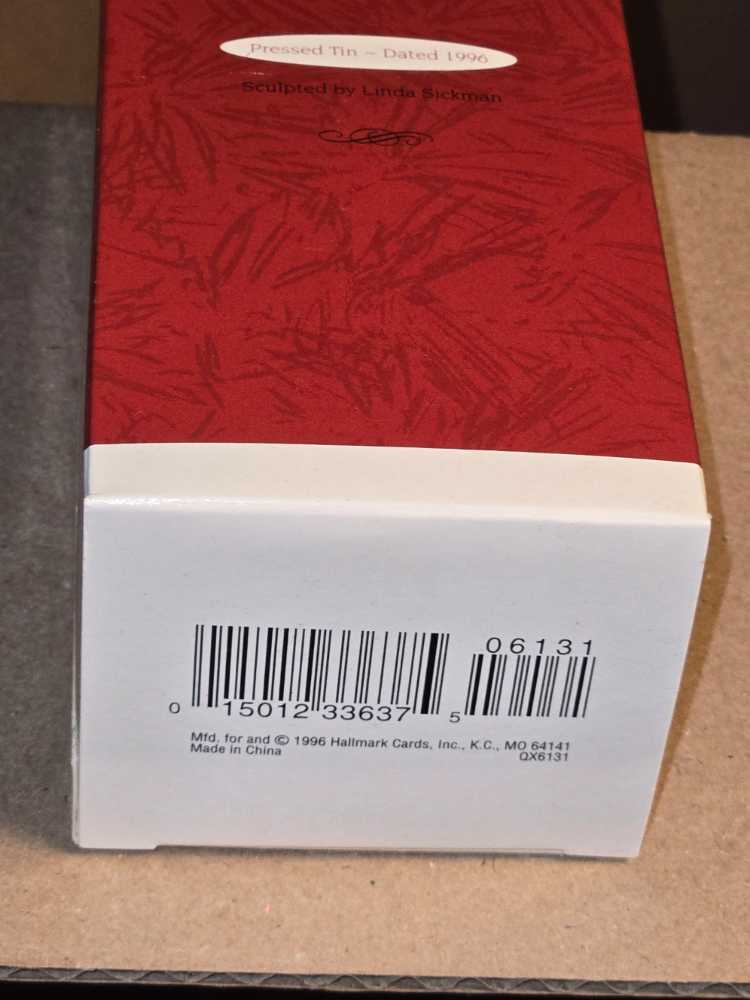 Pressed Tin ~ Dated 1996
Sculpted by Linda Sickman
06131
0 15012 33637 5
Mfd. for and © 1996 Hallmark Cards, Inc., K.C., MO 64141
Made in China
QX6131